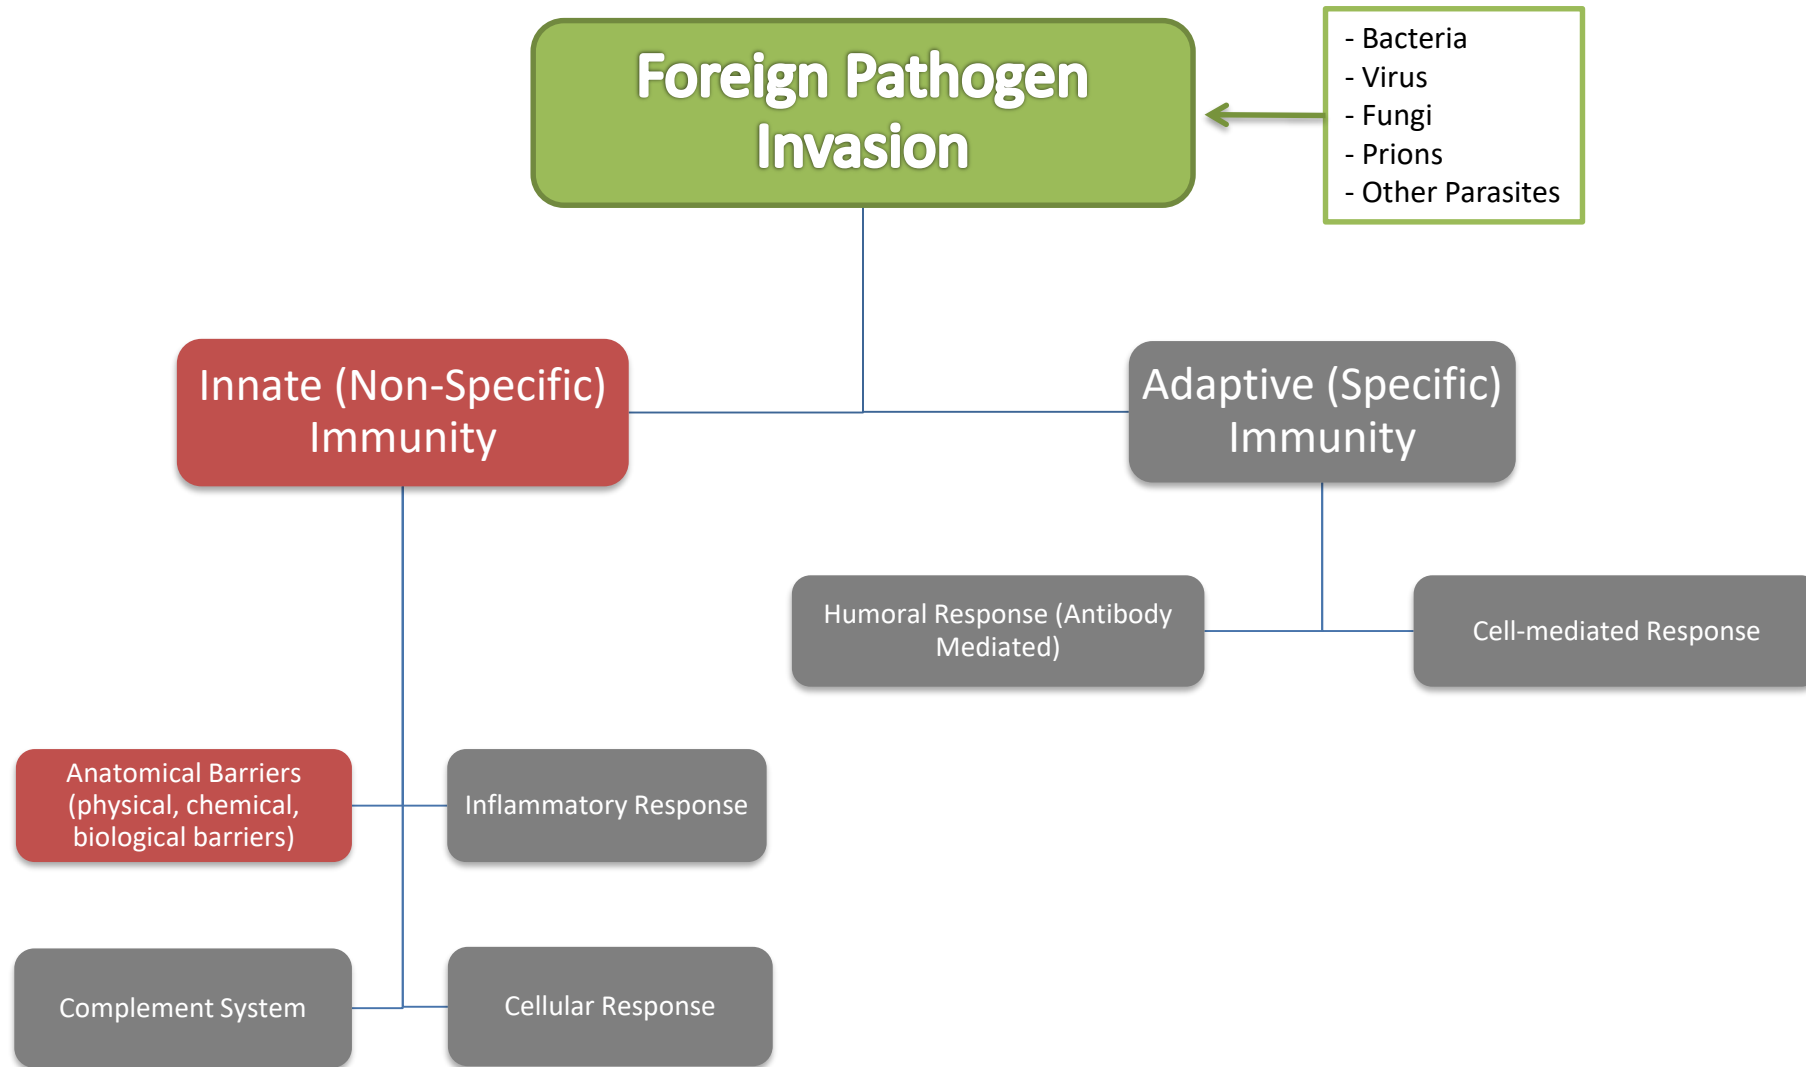 Foreign Pathogen
Invasion
- Bacteria
- Virus
- Fungi
- Prions
- Other Parasites
Innate (Non-Specific)
Immunity
Adaptive (Specific)
Immunity
Humoral Response (Antibody
Mediated)
Cell-mediated Response
Anatomical Barriers
(physical, chemical,
biological barriers)
Inflammatory Response
Complement System
Cellular Response